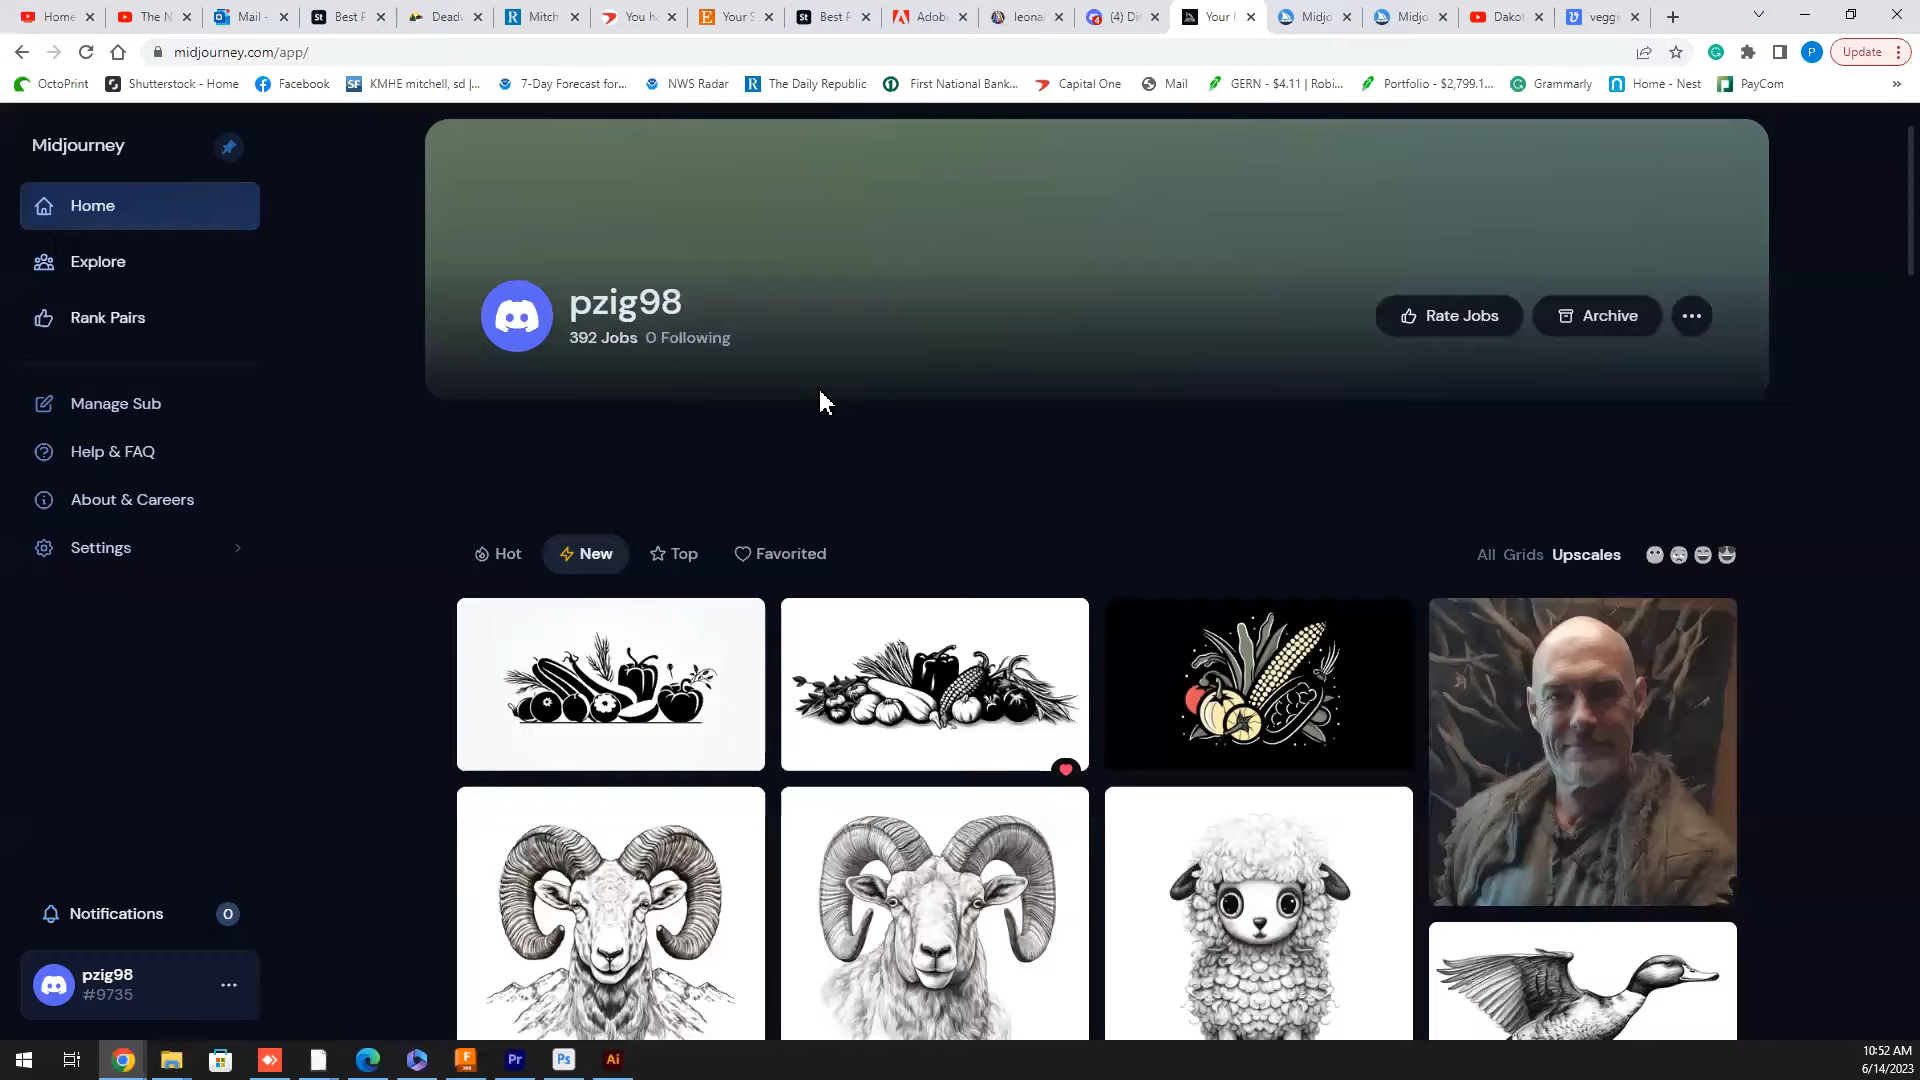 Home
The N
Mail -
Best F
Deadw
Mitch
You ha
Your S
Best F
Adobe
leona
(4) Di
Your
Midjo
Midjo
Dakot
veggi
midjourney.com/app/
Update
OctoPrint
Shutterstock - Home
Facebook
KMHE mitchell, sd |...
7-Day Forecast for...
NWS Radar
The Daily Republic
First National Bank...
Capital One
Mail
GERN - $4.11 | Robi...
Portfolio - $2,799.1...
Grammarly
Home - Nest
PayCom
»
Midjourney
Home
Explore
Rank Pairs
Manage Sub
Help & FAQ
About & Careers
Settings
Notifications 0
pzig98
#9735
pzig98
392 Jobs 0 Following
Rate Jobs
Archive
Hot
New
Top
Favorited
All Grids Upscales
10:52 AM
6/14/2023